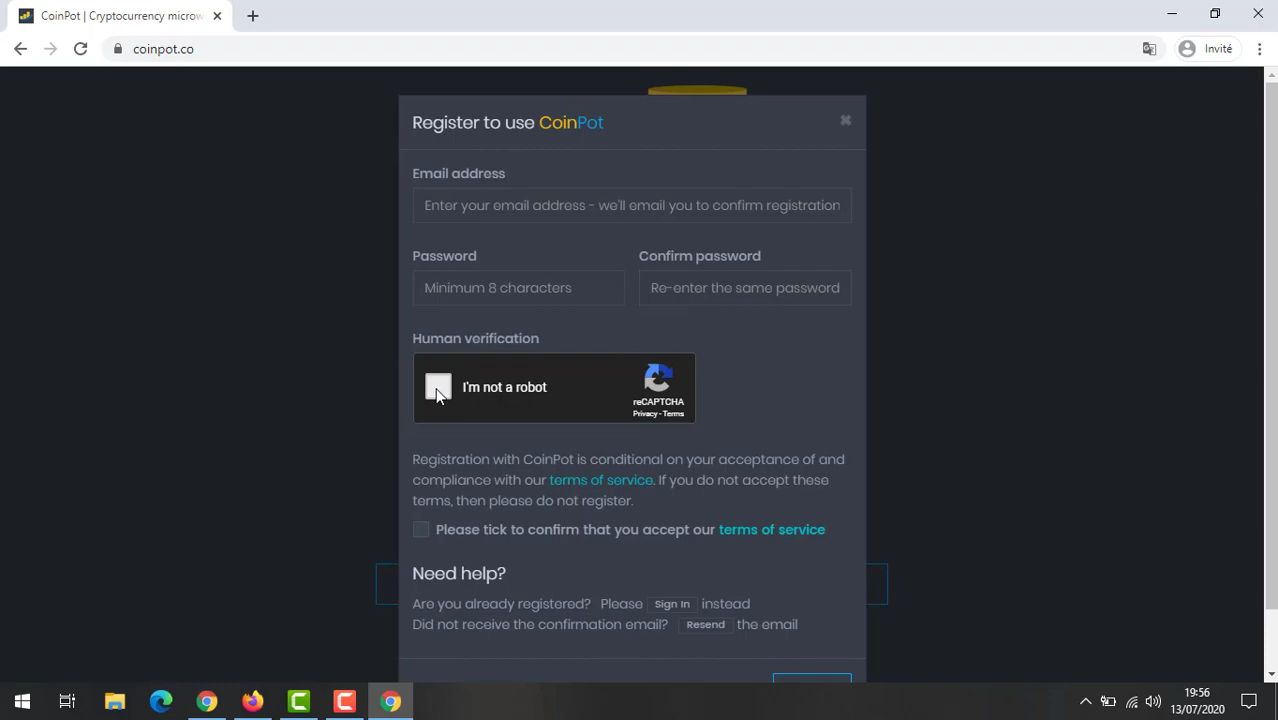 CoinPot | Cryptocurrency microw
coinpot.co
Invité
Register to use CoinPot
Email address
Enter your email address - we'll email you to confirm registration
Password
Confirm password
Minimum 8 characters
Re-enter the same password
Human verification
I'm not a robot
reCAPTCHA
Privacy - Terms
Registration with CoinPot is conditional on your acceptance of and
compliance with our terms of service. If you do not accept these
terms, then please do not register.
Please tick to confirm that you accept our terms of service
Need help?
Are you already registered? Please Sign In instead
Did not receive the confirmation email? Resend the email
19:56
13/07/2020